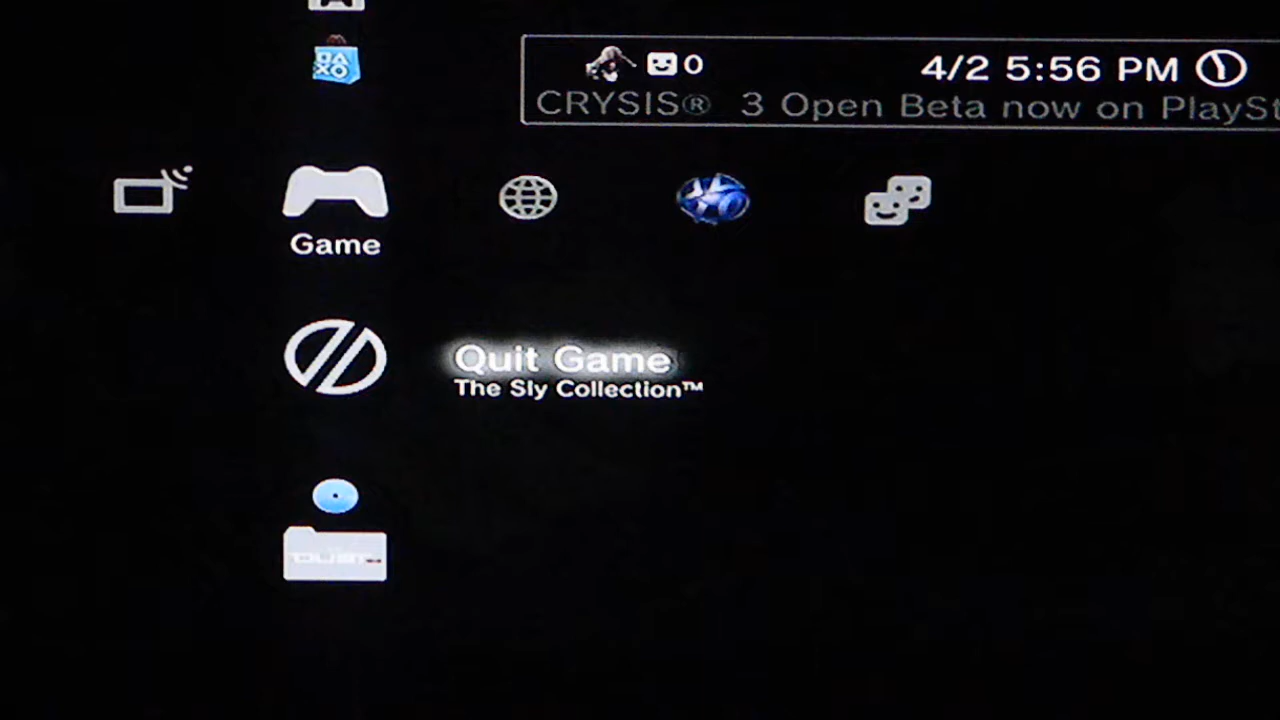 0 4/2 5:56 PM
CRYSIS® 3 Open Beta now on PlaySt
Game
Quit Game
The Sly Collection™